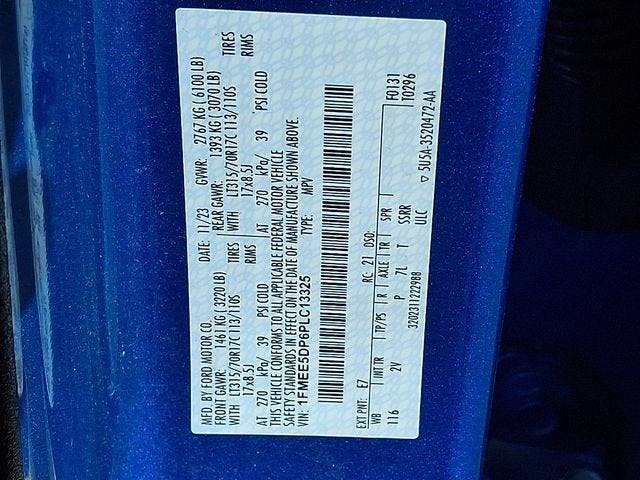 MFD. BY FORD MOTOR CO.
DATE: 11/23 GVWR: 2767 KG ( 6100 LB)
FRONT GAWR: 1461 KG ( 3220 LB) REAR GAWR: 1393 KG ( 3070 LB)
WITH LT315/70R17C 113/110S TIRES WITH LT315/70R17C 113/110S TIRES
17x8.5J RIMS 17x8.5J RIMS
AT 270 kPa/ 39 PSI COLD AT 270 kPa/ 39 PSI COLD
THIS VEHICLE CONFORMS TO ALL APPLICABLE FEDERAL MOTOR VEHICLE
SAFETY STANDARDS IN EFFECT ON THE DATE OF MANUFACTURE SHOWN ABOVE.
VIN: 1FMEE5DP6PLC13325 TYPE: MPV
EXT PNT: E7 RC: 21 DSO: F0131
WB INT TR TP/PS R AXLE TR SPR T0296
116 2V P 7L T SSRR
3202311222988 ULC
5U5A-3520472-AA